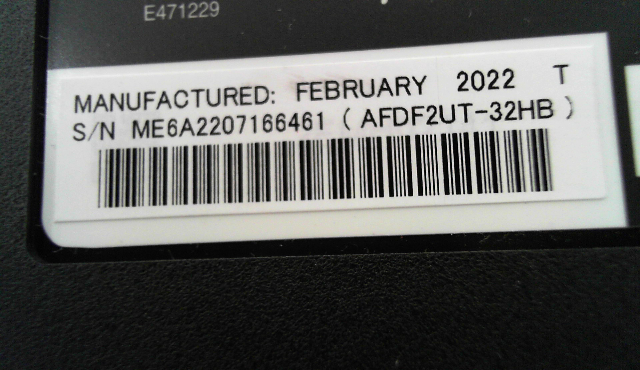 E471229
MANUFACTURED: FEBRUARY 2022 T
S/N ME6A2207166461 ( AFDF2UT-32HB )